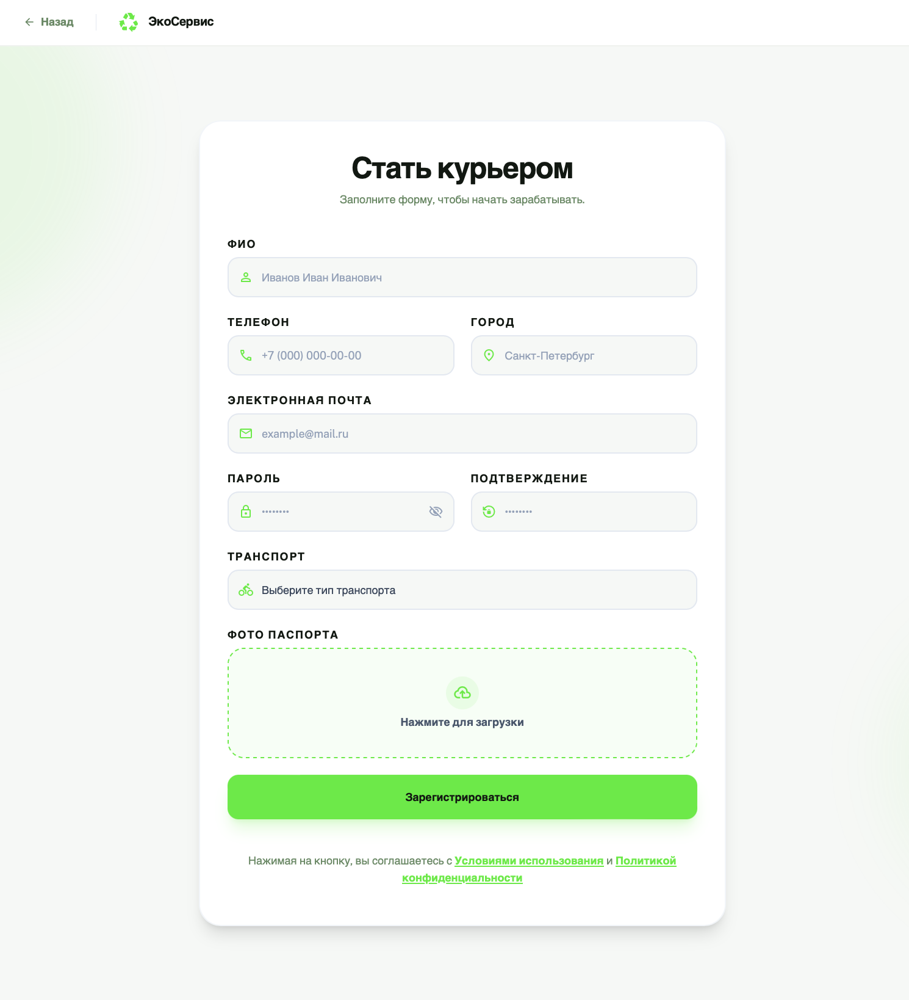 Назад
ЭкоСервис
Стать курьером
Заполните форму, чтобы начать зарабатывать.
ФИО
Иванов Иван Иванович
ТЕЛЕФОН
ГОРОД
+7 (000) 000-00-00
Санкт-Петербург
ЭЛЕКТРОННАЯ ПОЧТА
example@mail.ru
ПАРОЛЬ
ПОДТВЕРЖДЕНИЕ
••••••••
••••••••
ТРАНСПОРТ
Выберите тип транспорта
ФОТО ПАСПОРТА
Нажмите для загрузки
Зарегистрироваться
Нажимая на кнопку, вы соглашаетесь с Условиями использования и Политикой
конфиденциальности